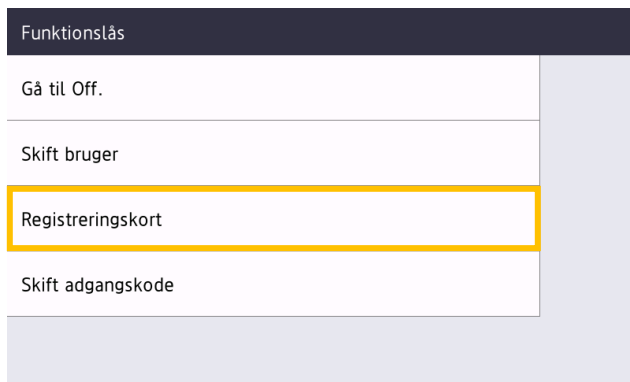 Funktionslås
Gå til Off.
Skift bruger
Registreringskort
Skift adgangskode